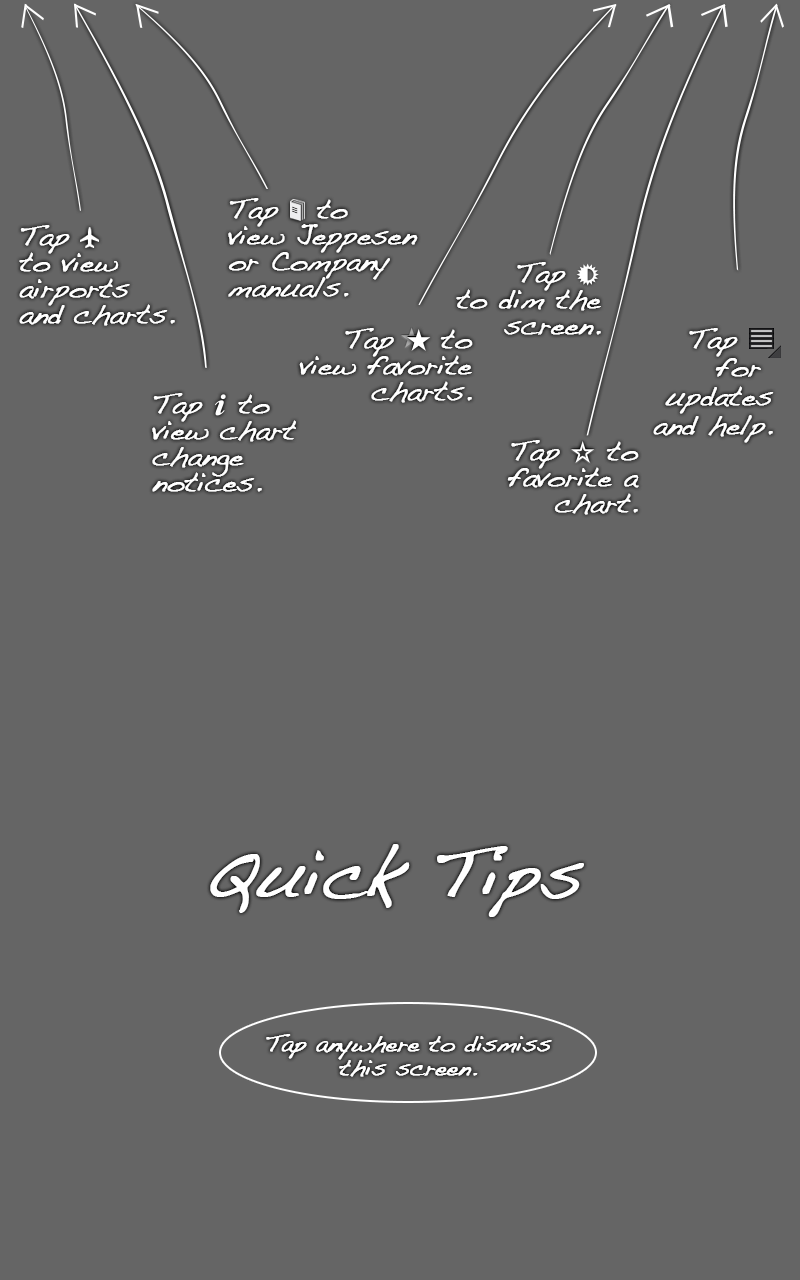 Tap to
view Jeppesen
or Company
manuals.
Tap
to view
airports
and charts.
Tap
to dim the
screen.
Tap to
view favorite
charts.
Tap
for
updates
and help.
Tap i to
view chart
change
notices.
Tap to
favorite a
chart.
Quick Tips
Tap anywhere to dismiss
this screen.